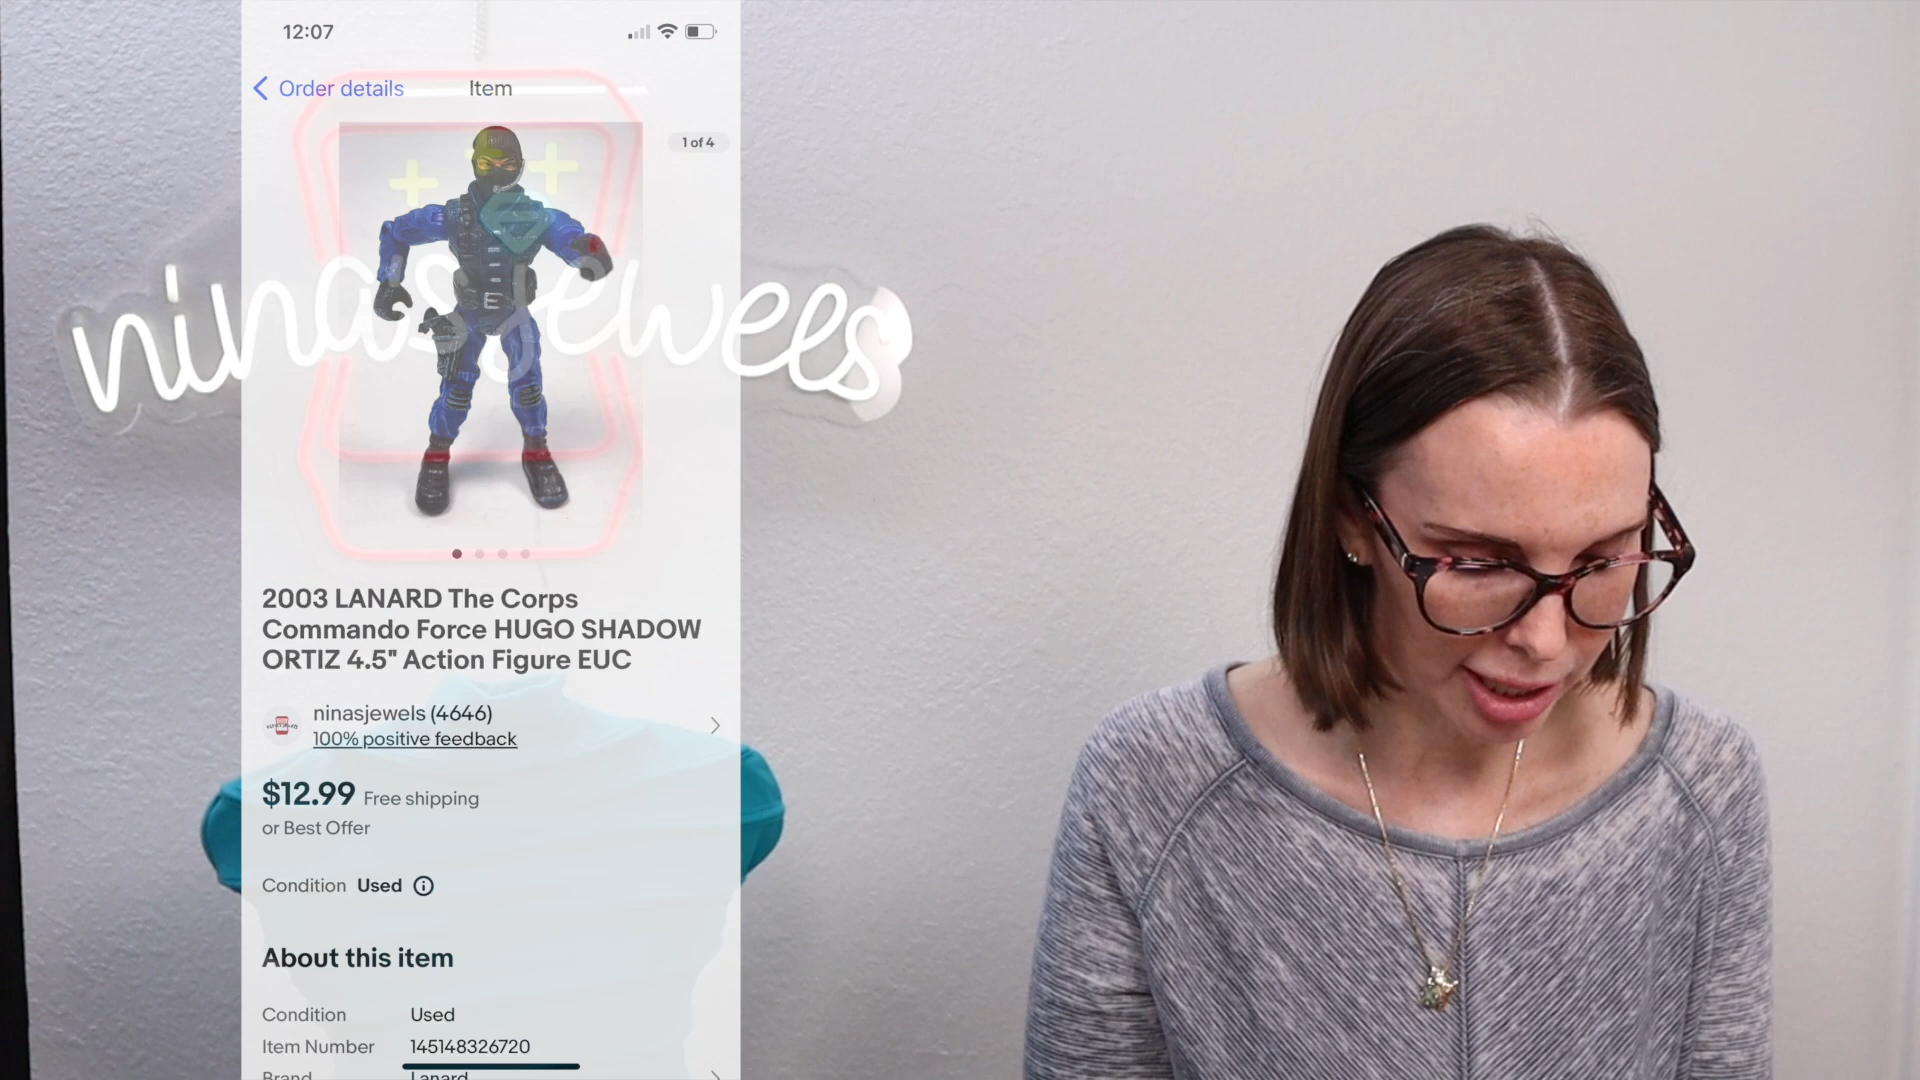 12:07
Order details
Item
1 of 4
ninasjewels
2003 LANARD The Corps
Commando Force HUGO SHADOW
ORTIZ 4.5" Action Figure EUC
ninasjewels (4646)
100% positive feedback
$12.99 Free shipping
or Best Offer
Condition Used
About this item
Condition Used
Item Number 145148326720
Brand Lanard